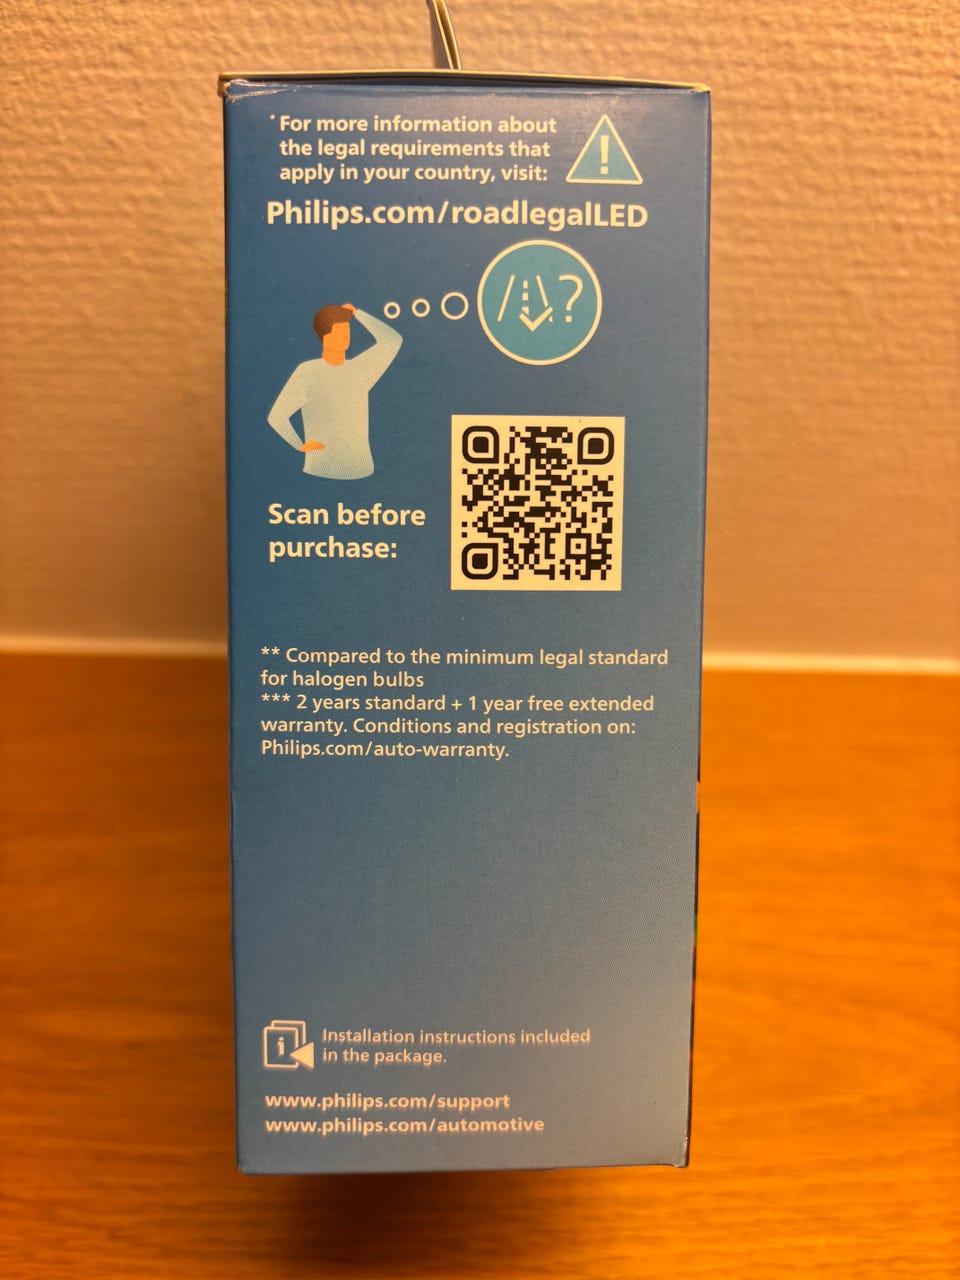 * For more information about
the legal requirements that
apply in your country, visit:
Philips.com/roadlegalLED
?
Scan before
purchase:
** Compared to the minimum legal standard
for halogen bulbs
*** 2 years standard + 1 year free extended
warranty. Conditions and registration on:
Philips.com/auto-warranty.
Installation instructions included
in the package.
www.philips.com/support
www.philips.com/automotive